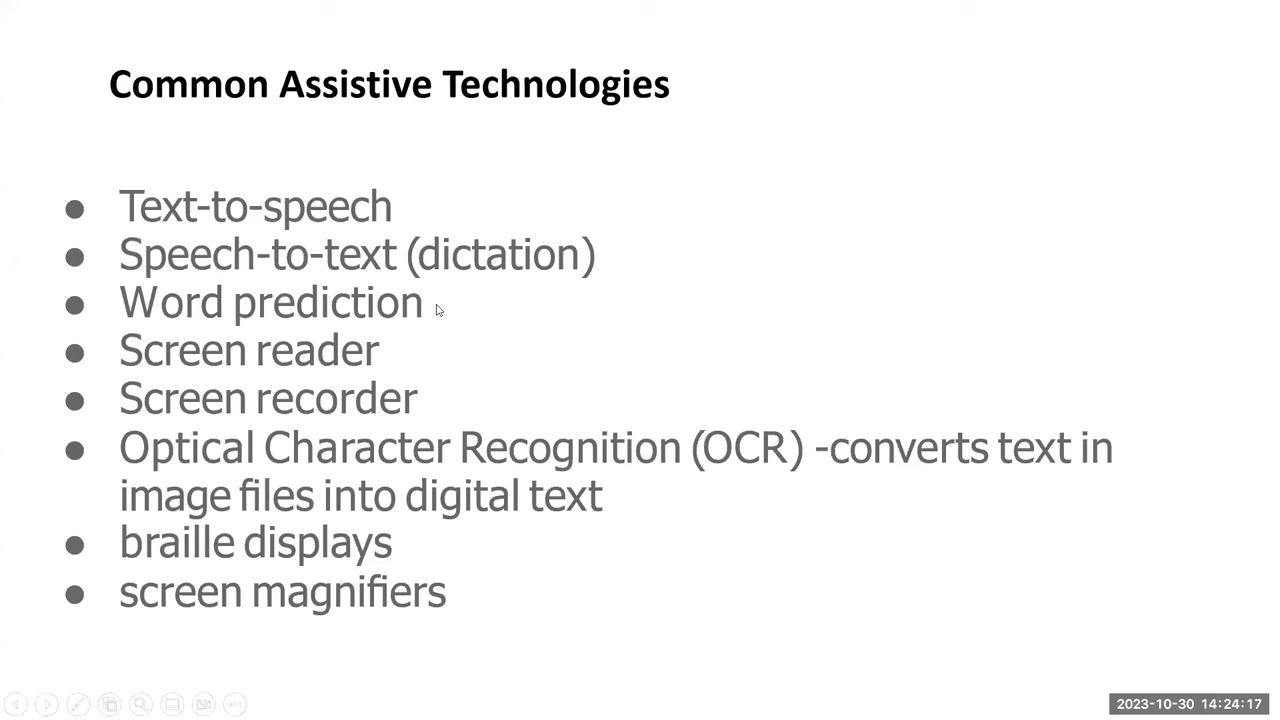 Common Assistive Technologies
● Text-to-speech
● Speech-to-text (dictation)
● Word prediction
● Screen reader
● Screen recorder
● Optical Character Recognition (OCR) -converts text in
image files into digital text
● braille displays
● screen magnifiers
2023-10-30 14:24:17